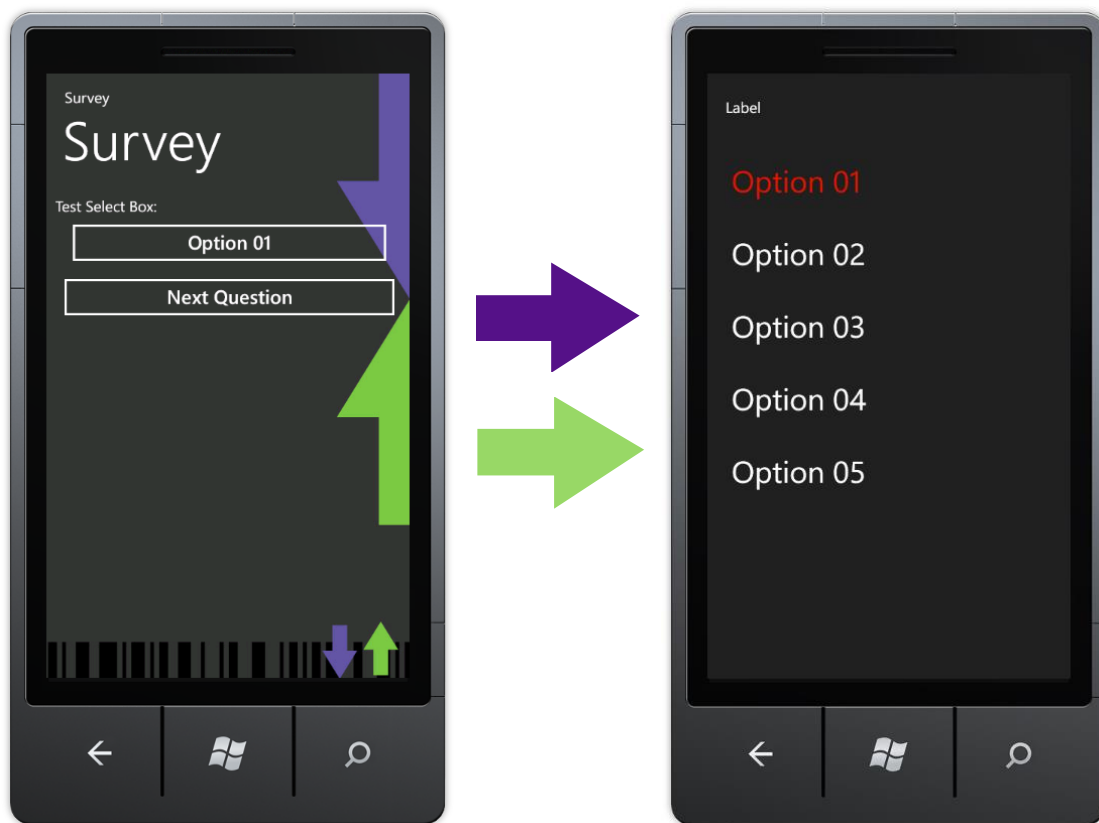 Survey
Survey
Test Select Box:
Option 01
Next Question
Label
Option 01
Option 02
Option 03
Option 04
Option 05